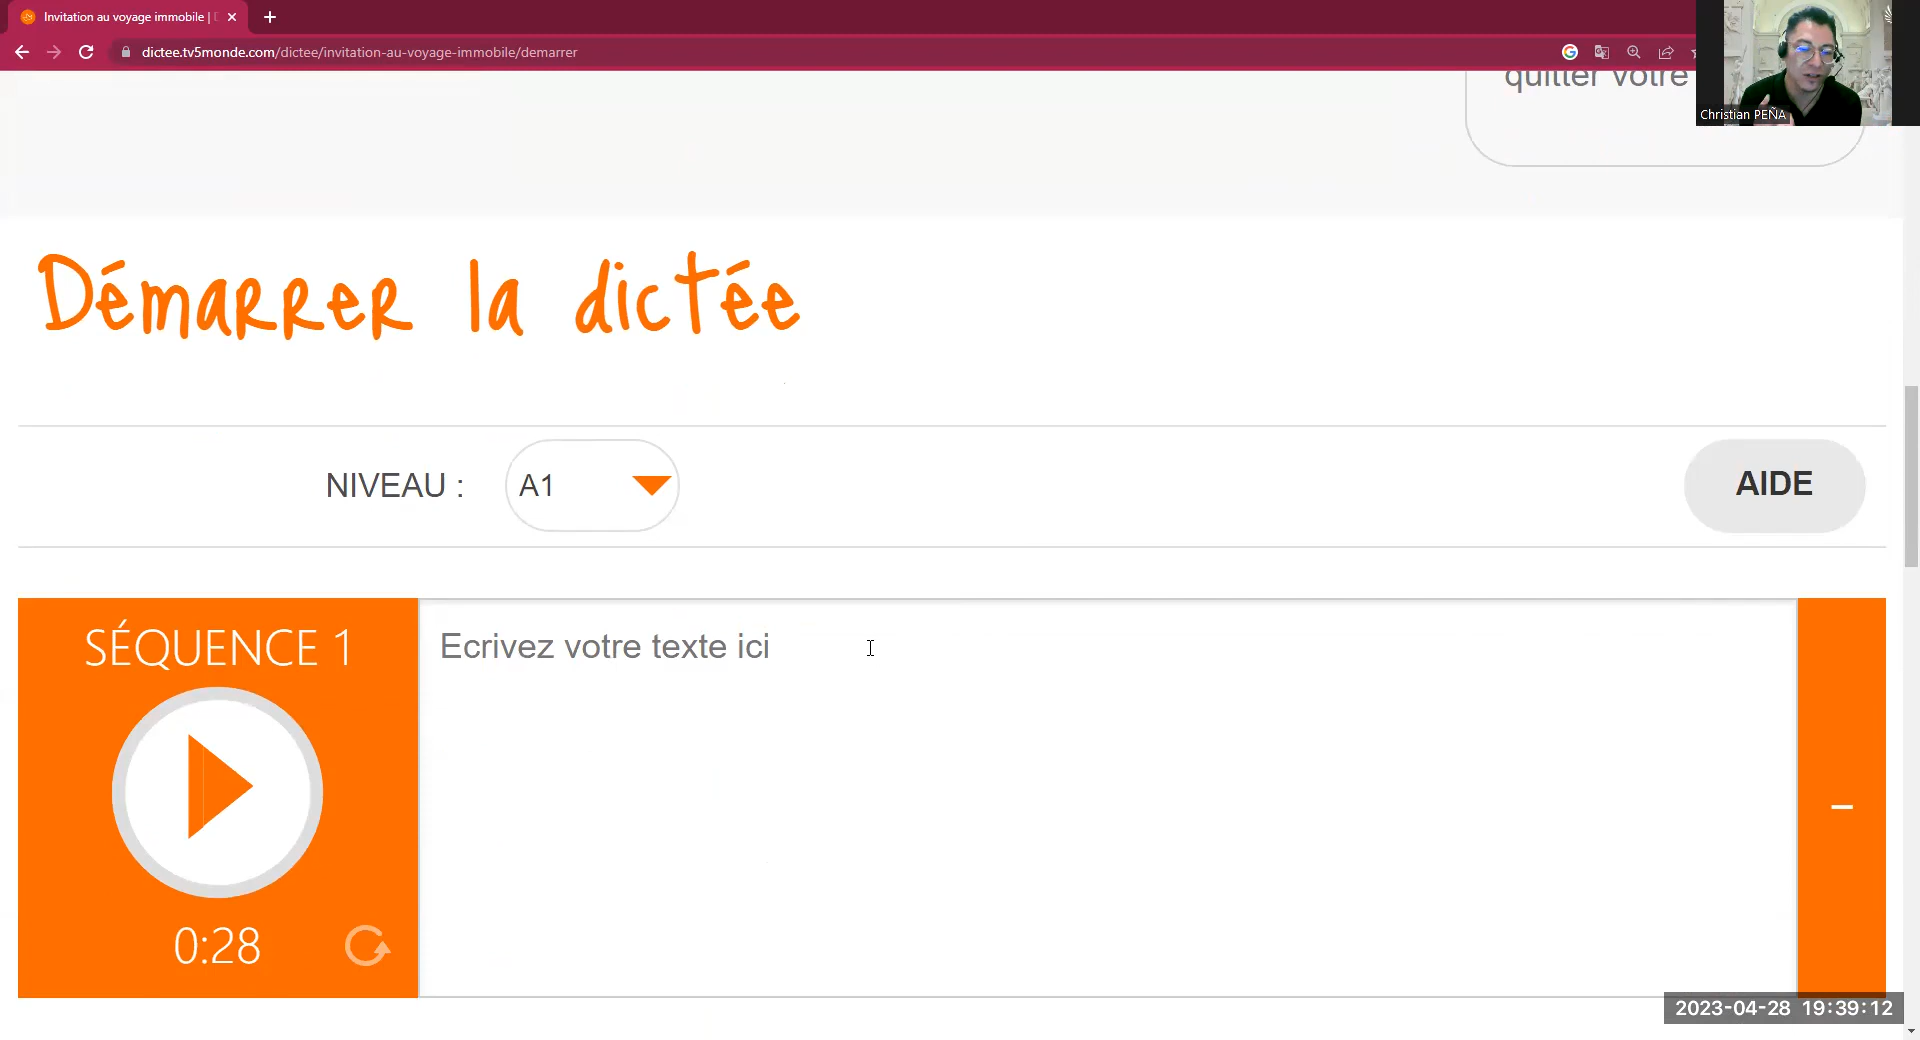 Invitation au voyage immobile |
dictee.tv5monde.com/dictee/invitation-au-voyage-immobile/demarrer
quitter votre
Christian PEÑA
Démarrer la dictée
NIVEAU :
A1
AIDE
SÉQUENCE 1
Ecrivez votre texte ici
0:28
2023-04-28 19:39:12